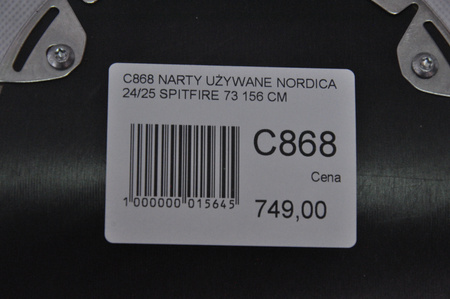 C868 NARTY UŻYWANE NORDICA
24/25 SPITFIRE 73 156 CM
C868
Cena
1 000000 015645
749,00